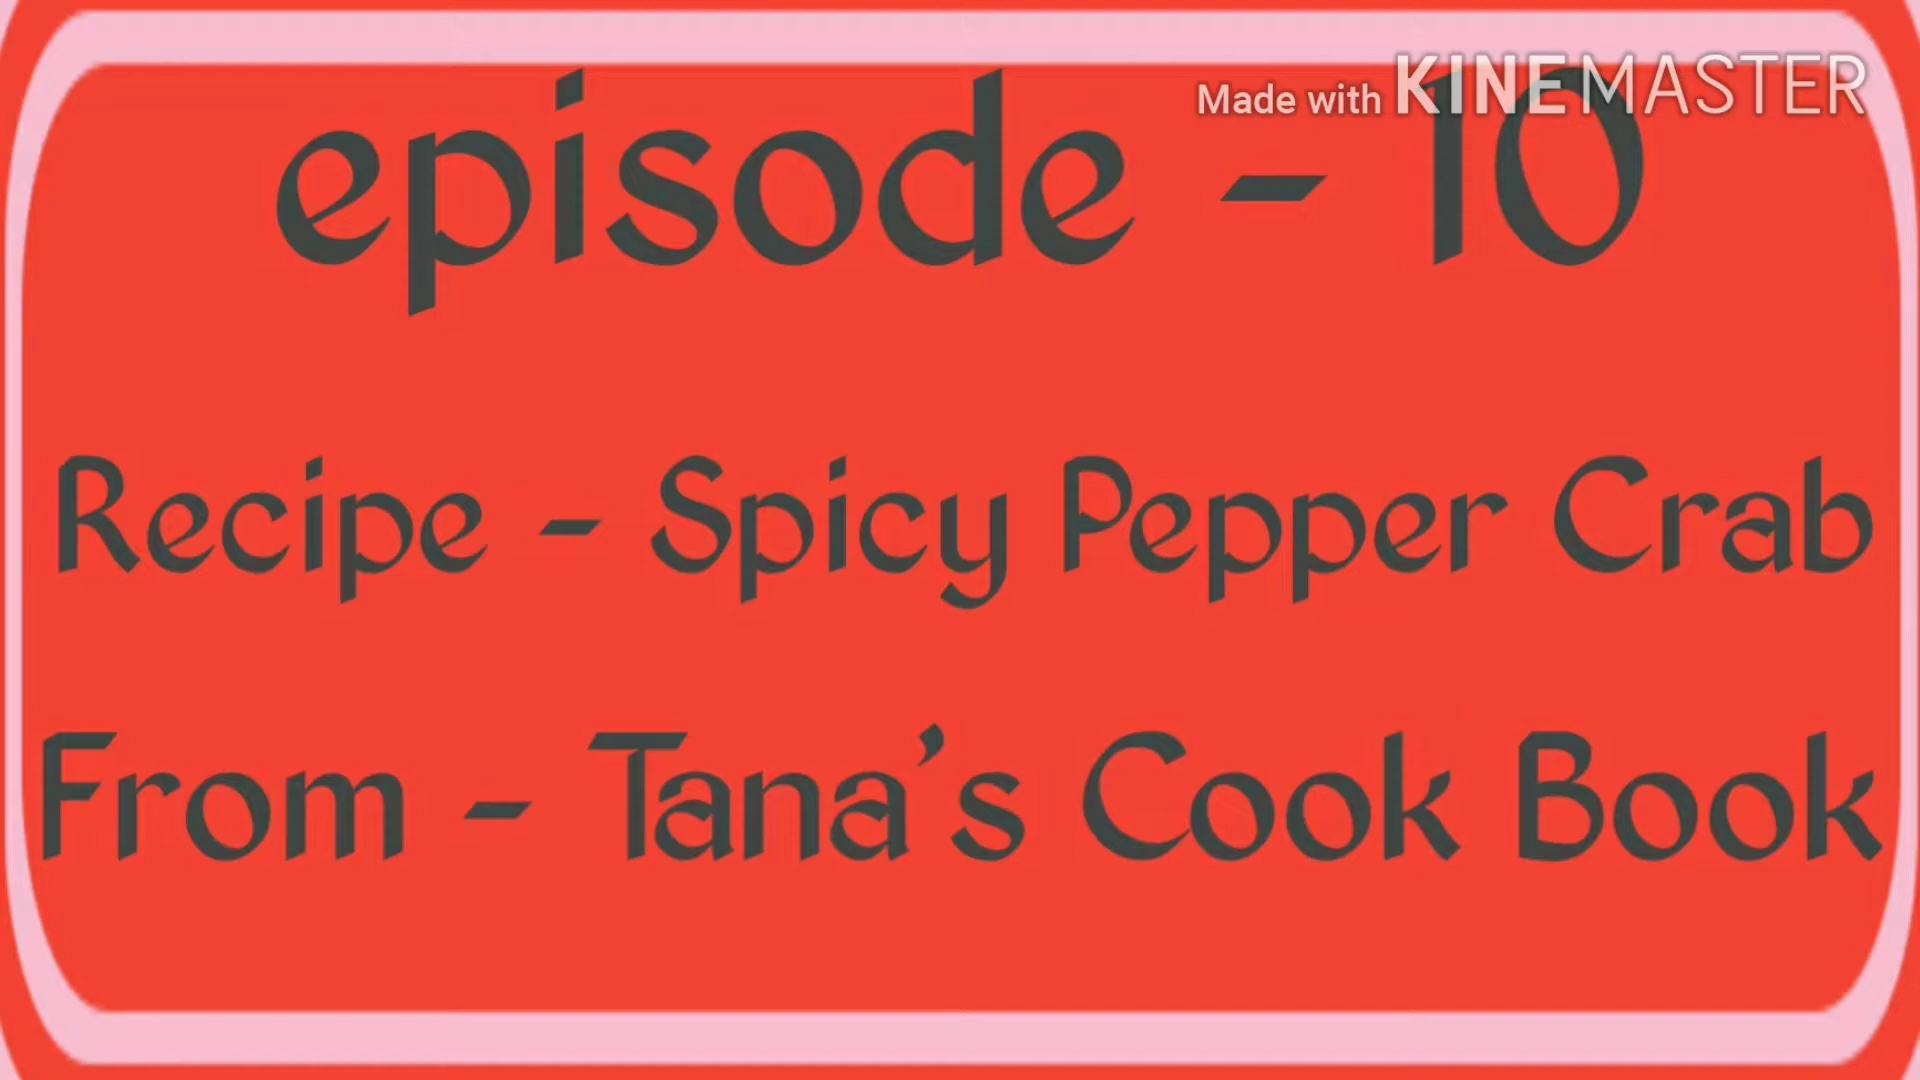 Made with KINEMASTER
episode - 10
Recipe - Spicy Pepper Crab
From - Tana's Cook Book